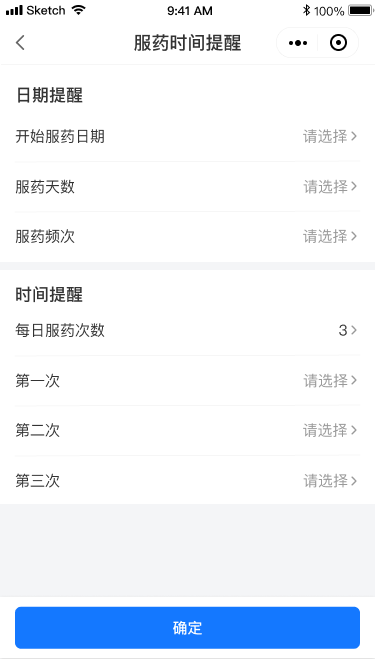 Sketch 9:41 AM 100%
服药时间提醒
日期提醒
开始服药日期 请选择
服药天数 请选择
服药频次 请选择
时间提醒
每日服药次数 3
第一次 请选择
第二次 请选择
第三次 请选择
确定